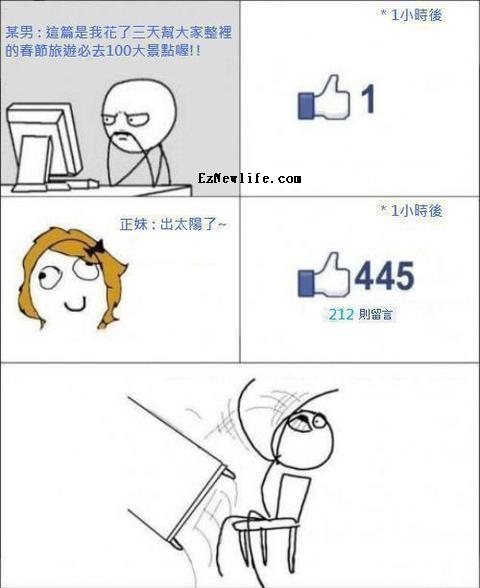 某男 : 這篇是我花了三天幫大家整裡
的春節旅遊必去100大景點喔!!
* 1小時後
1
EzNewlife.com
正妹 : 出太陽了~
* 1小時後
445
212 則留言